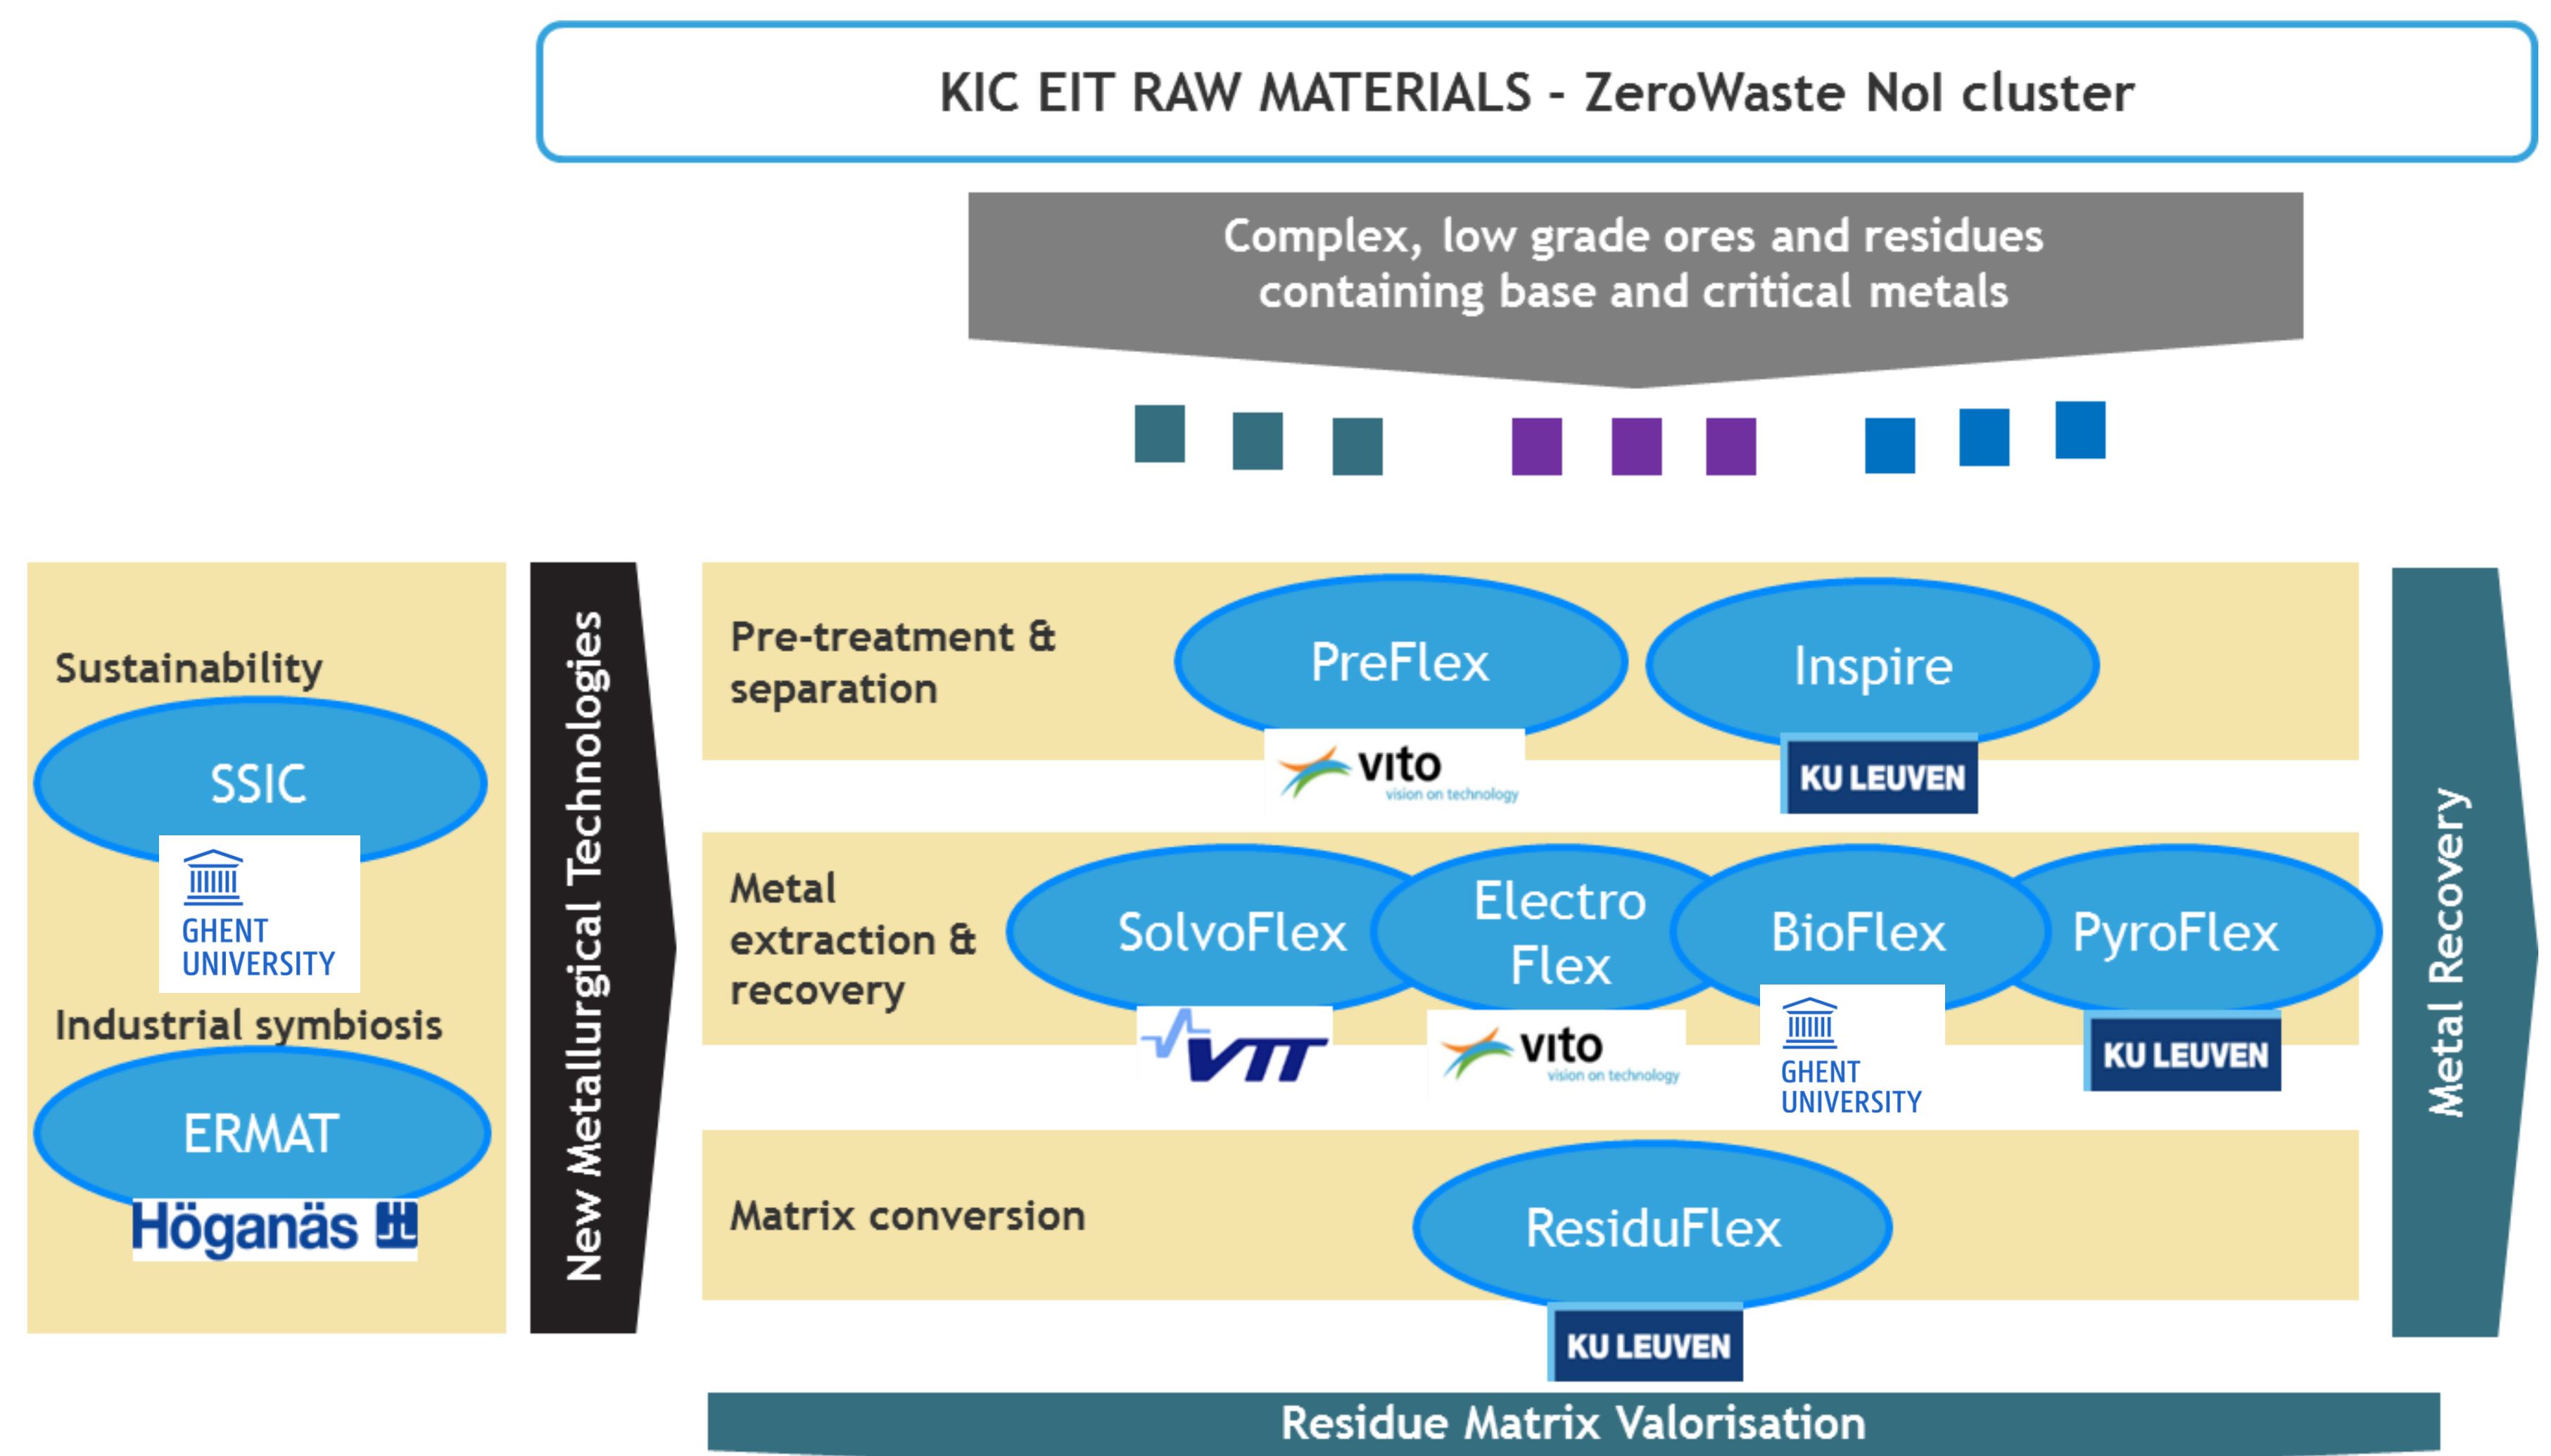 KIC EIT RAW MATERIALS - ZeroWaste NoI cluster
Complex, low grade ores and residues
containing base and critical metals
Sustainability
SSIC
GHENT
UNIVERSITY
Industrial symbiosis
ERMAT
Höganäs
New Metallurgical Technologies
Pre-treatment &
separation
PreFlex
vito
vision on technology
Inspire
KU LEUVEN
Metal
extraction &
recovery
SolvoFlex
VTT
Electro
Flex
vito
vision on technology
BioFlex
GHENT
UNIVERSITY
PyroFlex
KU LEUVEN
Matrix conversion
ResiduFlex
KU LEUVEN
Metal Recovery
Residue Matrix Valorisation